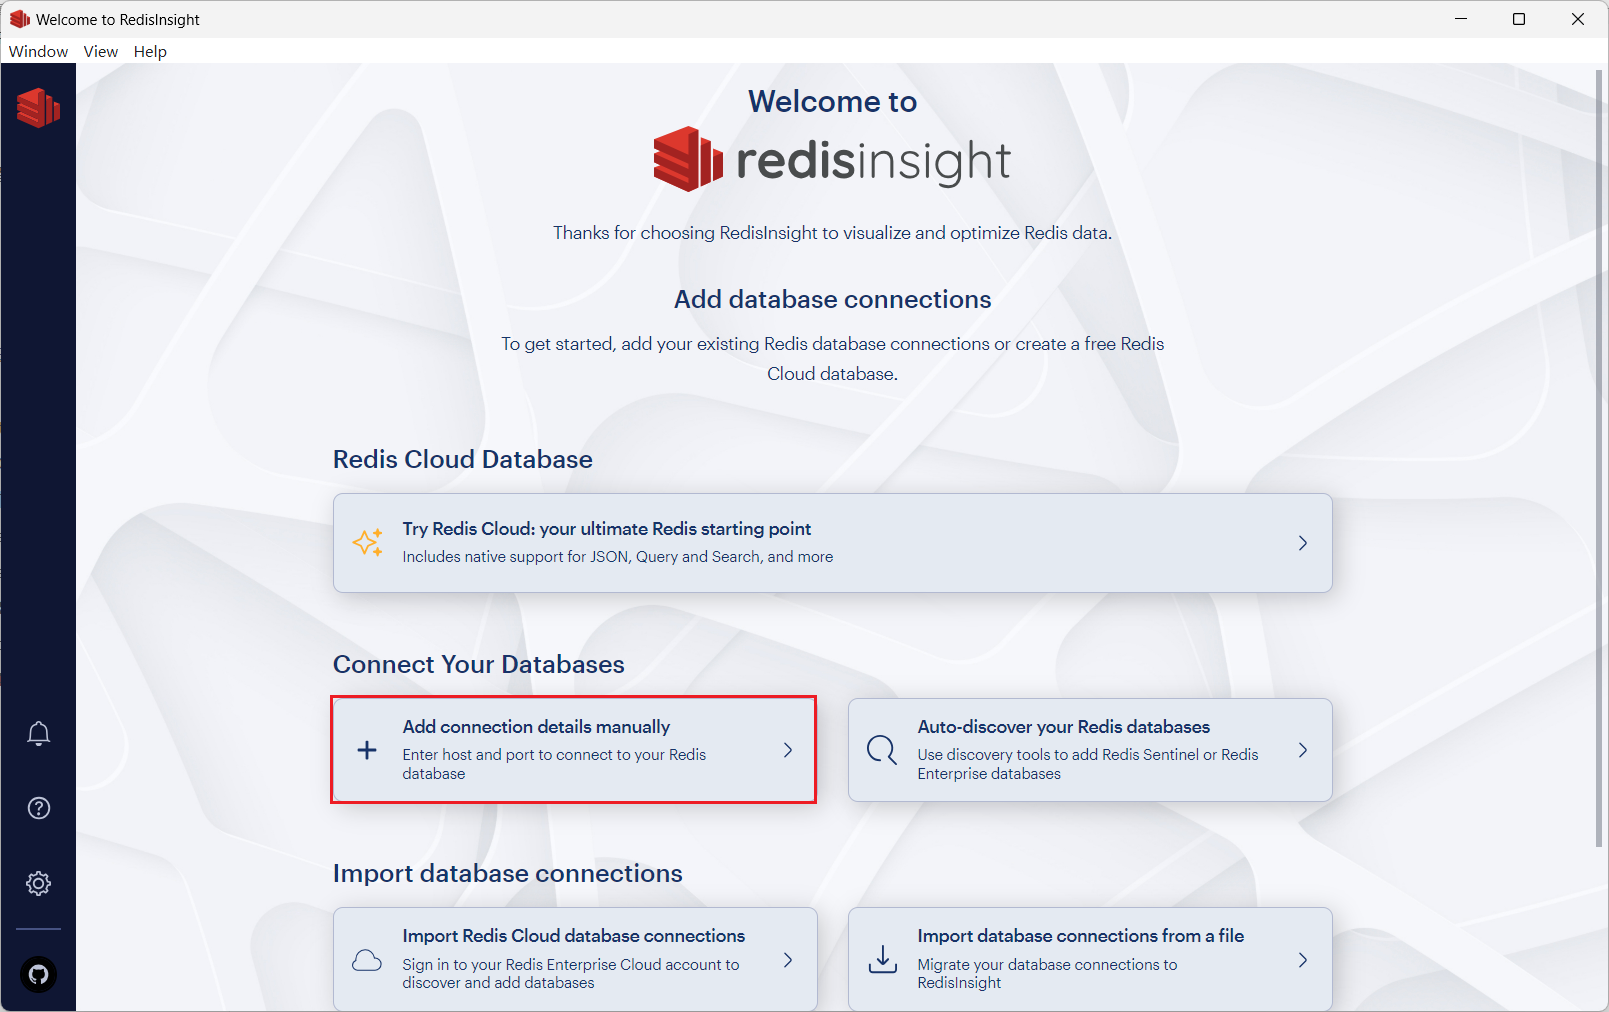 Welcome to RedisInsight
Window View Help
Welcome to
redisinsight
Thanks for choosing RedisInsight to visualize and optimize Redis data.
Add database connections
To get started, add your existing Redis database connections or create a free Redis
Cloud database.
Redis Cloud Database
Try Redis Cloud: your ultimate Redis starting point
Includes native support for JSON, Query and Search, and more
Connect Your Databases
Add connection details manually
Enter host and port to connect to your Redis
database
Auto-discover your Redis databases
Use discovery tools to add Redis Sentinel or Redis
Enterprise databases
Import database connections
Import Redis Cloud database connections
Sign in to your Redis Enterprise Cloud account to
discover and add databases
Import database connections from a file
Migrate your database connections to
RedisInsight